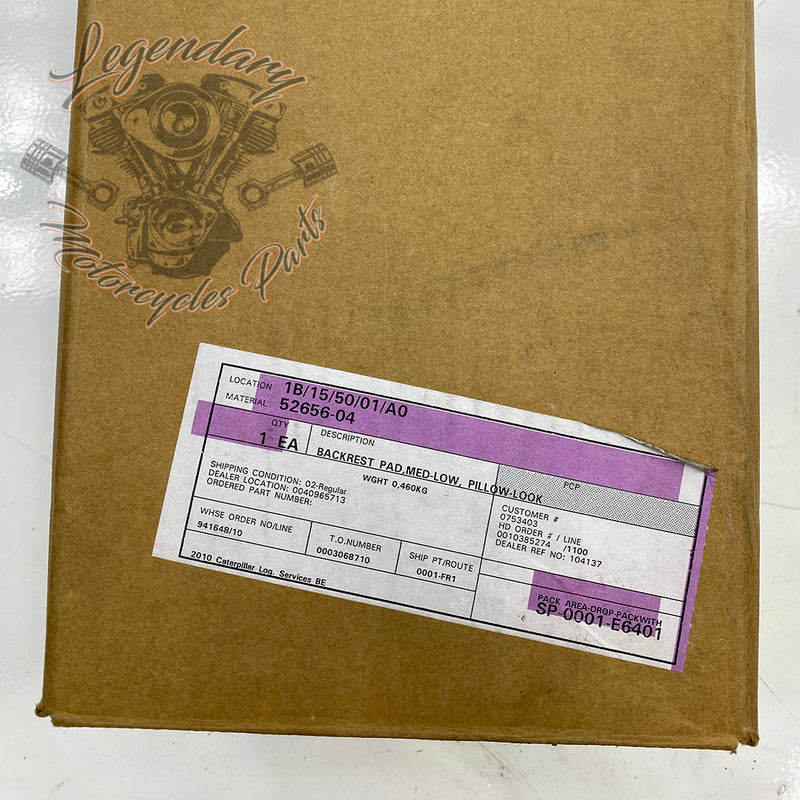 Legendary
Motorcycles Parts
LOCATION 1B/15/50/01/A0
MATERIAL 52656-04
QTY
1 EA
DESCRIPTION
BACKREST PAD,MED-LOW, PILLOW-LOOK
WGHT 0,460KG
PCP
SHIPPING CONDITION: 02-Regular
DEALER LOCATION: 0040965713
ORDERED PART NUMBER:
CUSTOMER #
0753403
HD ORDER # / LINE
0010385274 /1100
DEALER REF NO: 104137
WHSE ORDER NO/LINE
941648/10
T.O.NUMBER
0003068710
SHIP PT/ROUTE
0001-FR1
PACK AREA-DROP-PACKWITH
SP-0001-E6401
2010 Caterpillar Log. Services BE